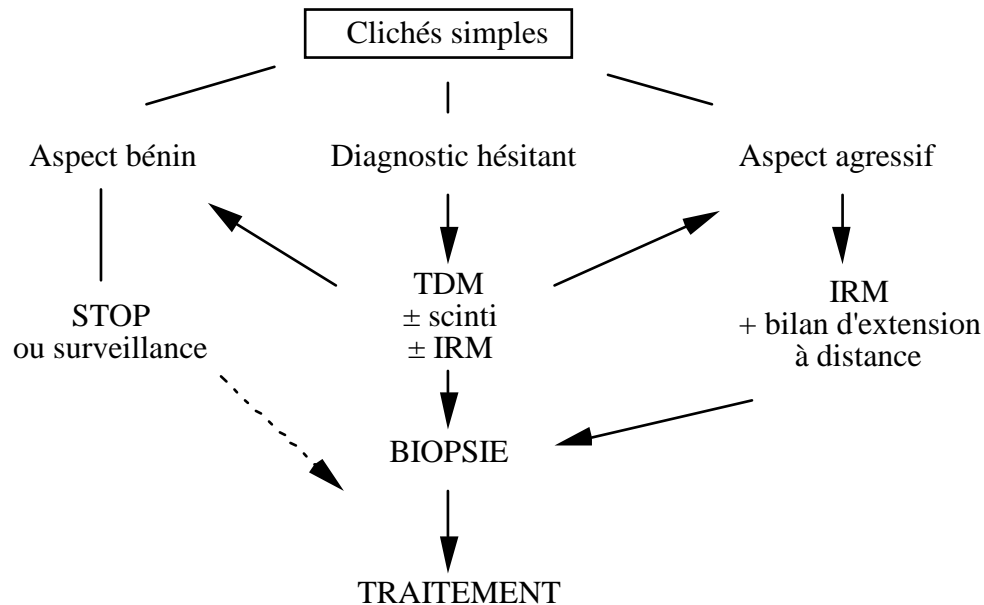 Clichés simples
Aspect bénin
Diagnostic hésitant
Aspect agressif
STOP
ou surveillance
TDM
± scinti
± IRM
IRM
+ bilan d'extension
à distance
BIOPSIE
TRAITEMENT